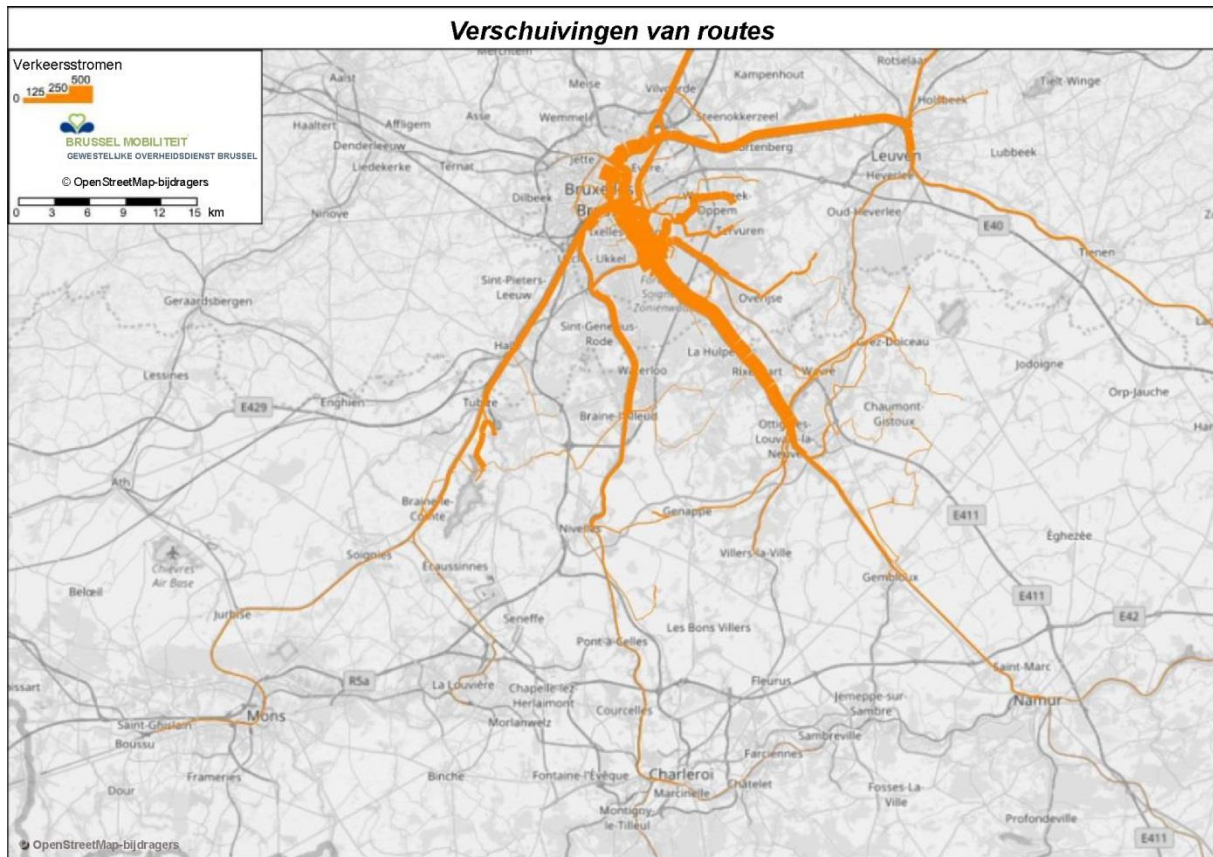 Verschuivingen van routes
Verkeersstromen
0 125 250 500
BRUSSEL MOBILITEIT
GEWESTELIJKE OVERHEIDSDIENST BRUSSEL
© OpenStreetMap-bijdragers
0 3 6 9 12 15 km
Merchtem
Meise
Vilvoorde
Kampenhout
Rotselaar
Tielt-Winge
Aalst
Asse
Wemmel
Steenokkerzeel
Holsbeek
Haaltert
Affligem
Denderleeuw
Liedekerke
Ternat
Jette
Evere
Kortenberg
Leuven
Lubbeek
Heverlee
Dilbeek
Bruxelles
Ninove
Oppem
Oud-Heverlee
E40
Ixelles
Tervuren
Tienen
Uccle - Ukkel
Sint-Pieters-
Leeuw
Overijse
Zoniënwoud
Geraardsbergen
Sint-Genesius-
Rode
La Hulpe
Grez-Doiceau
Jodoigne
Lessines
Waterloo
Rixensart
Wavre
Orp-Jauche
Enghien
E429
Tubize
Braine-l'Alleud
Chaumont-
Gistoux
Ottignies-
Louvain-la-
Neuve
Ath
Braine-le-
Comte
Nivelles
Genappe
E411
Soignies
Villers-la-Ville
Éghezée
Chièvres
Air Base
Écaussinnes
Gembloux
Belœil
E411
E42
Jurbise
Seneffe
Les Bons Villers
Pont-à-Celles
Saint-Marc
R5a
La Louvière
Chapelle-lez-
Herlaimont
Fleurus
Jemeppe-sur-
Sambre
Namur
Saint-Ghislain
Mons
Morlanwelz
Courcelles
Boussu
Sambreville
Farciennes
Frameries
Binche
Fontaine-l'Évêque
Charleroi
Châtelet
Dour
Marcinelle
Fosses-La-
Ville
Montigny-
le-Tilleul
Profondeville
E411
© OpenStreetMap-bijdragers